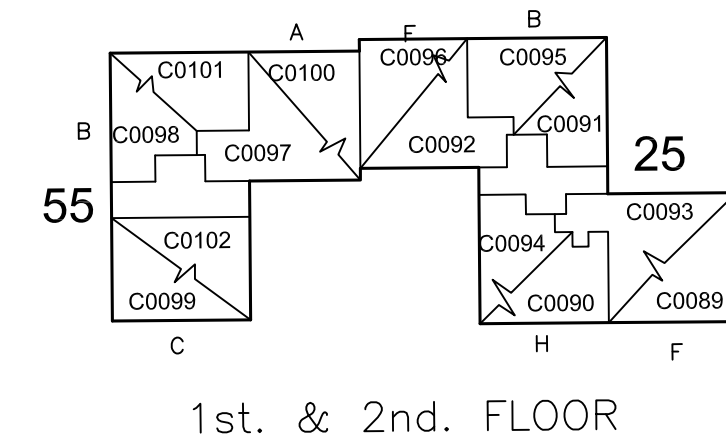 A F B
C0101 C0100 C0096 C0095
B C0098 C0097 C0092 C0091
55 25
C0102 C0094 C0093
C0099 C0090 C0089
C H F
1st. & 2nd. FLOOR